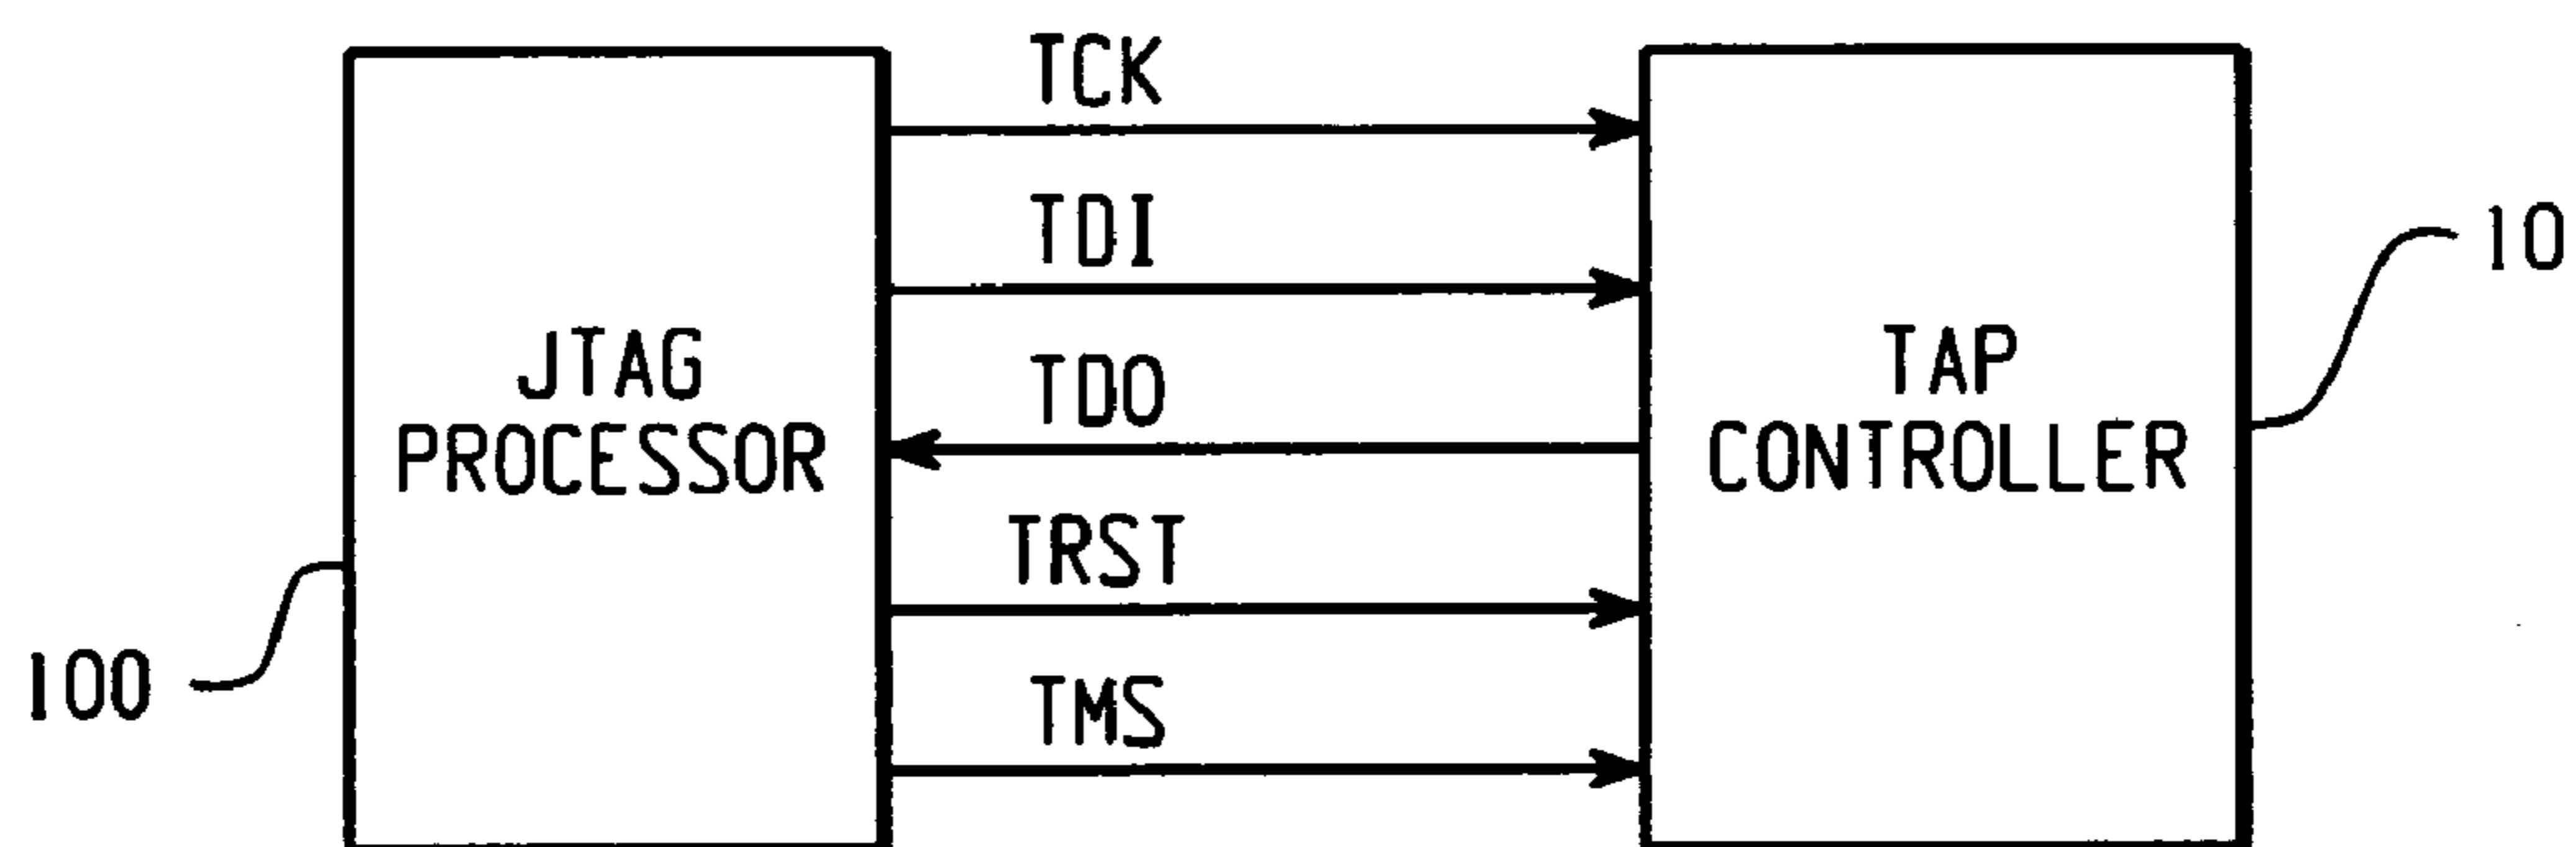 TCK
TDI
10
JTAG
PROCESSOR
TDO
TAP
CONTROLLER
TRST
100
TMS